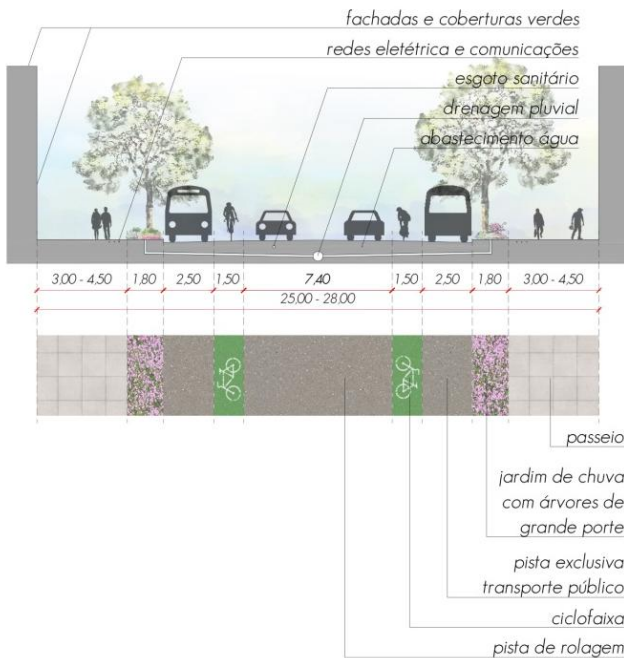 fachadas e coberturas verdes
redes eletétrica e comunicações
esgoto sanitário
drenagem pluvial
abastecimento água
3,00 - 4,50 1,80 2,50 1,50 7,40 1,50 2,50 1,80 3,00 - 4,50
25,00 - 28,00
passeio
jardim de chuva
com árvores de
grande porte
pista exclusiva
transporte público
ciclofaixa
pista de rolagem